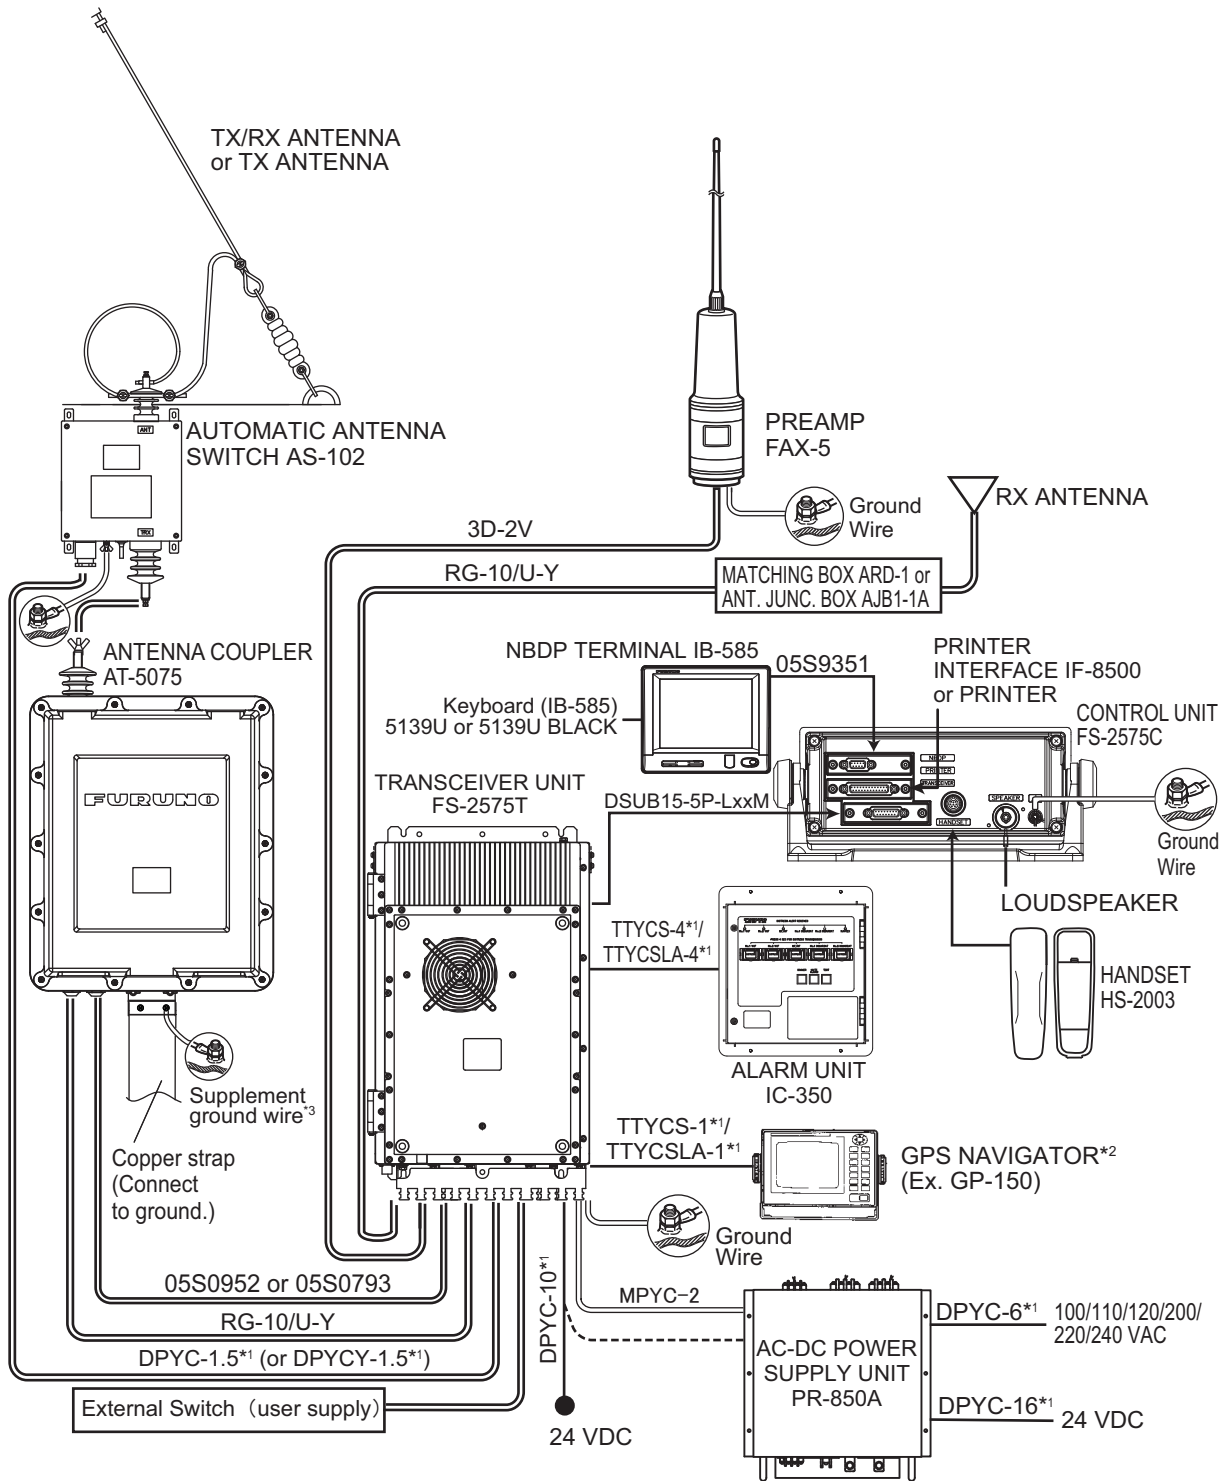 TX/RX ANTENNA
or TX ANTENNA
ANT
AUTOMATIC ANTENNA
SWITCH AS-102
TRX
PREAMP
FAX-5
Ground
Wire
RX ANTENNA
3D-2V
RG-10/U-Y
MATCHING BOX ARD-1 or
ANT. JUNC. BOX AJB1-1A
ANTENNA COUPLER
AT-5075
FURUNO
NBDP TERMINAL IB-585
05S9351
Keyboard (IB-585)
5139U or 5139U BLACK
PRINTER
INTERFACE IF-8500
or PRINTER
CONTROL UNIT
FS-2575C
NBDP
PRINTER
TRANSCEIVER
HANDSET
SPEAKER
Ground
Wire
TRANSCEIVER UNIT
FS-2575T
DSUB15-5P-LxxM
LOUDSPEAKER
HANDSET
HS-2003
TTYCS-4*1/
TTYCSLA-4*1
ALARM UNIT
IC-350
Supplement
ground wire*3
Copper strap
(Connect
to ground.)
TTYCS-1*1/
TTYCSLA-1*1
GPS NAVIGATOR*2
(Ex. GP-150)
Ground
Wire
05S0952 or 05S0793
RG-10/U-Y
DPYC-1.5*1 (or DPYCY-1.5*1)
External Switch (user supply)
DPYC-10*1
24 VDC
MPYC-2
AC-DC POWER
SUPPLY UNIT
PR-850A
DPYC-6*1
100/110/120/200/
220/240 VAC
DPYC-16*1
24 VDC